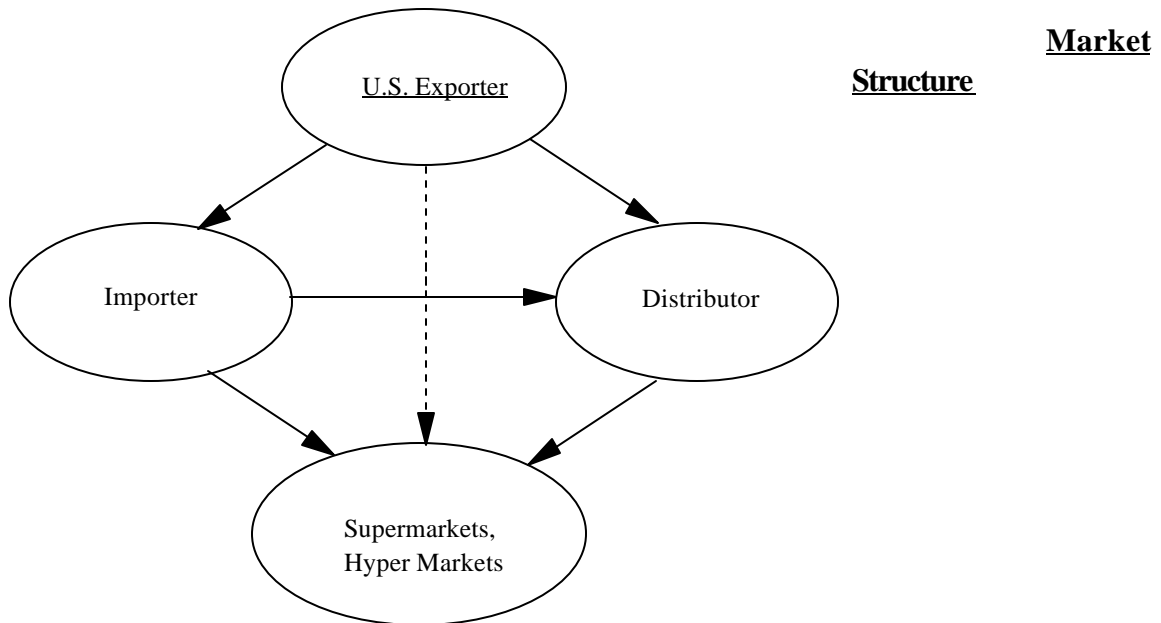 Market
Structure
U.S. Exporter
Importer
Distributor
Supermarkets,
Hyper Markets